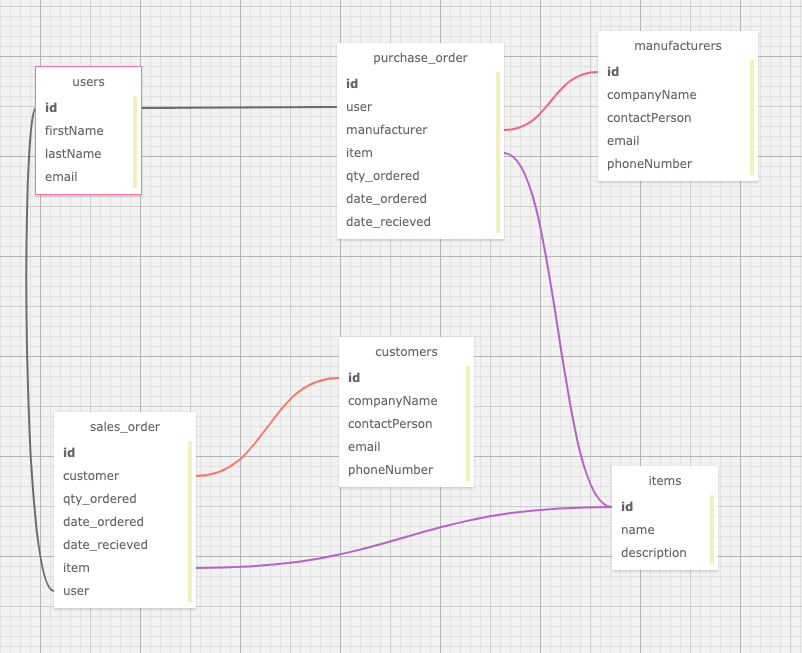 users
id
firstName
lastName
email
purchase_order
id
user
manufacturer
item
qty_ordered
date_ordered
date_recieved
manufacturers
id
companyName
contactPerson
email
phoneNumber
customers
id
companyName
contactPerson
email
phoneNumber
sales_order
id
customer
qty_ordered
date_ordered
date_recieved
item
user
items
id
name
description